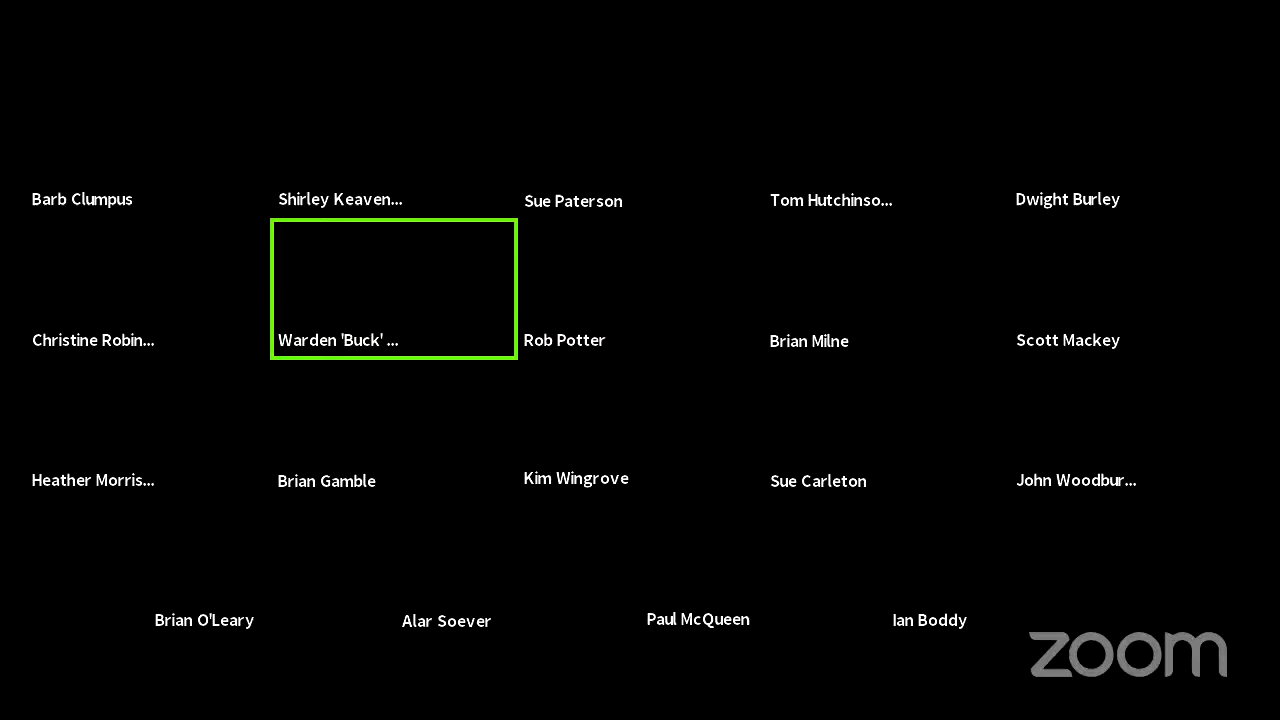 Barb Clumpus
Shirley Keaven...
Sue Paterson
Tom Hutchinso...
Dwight Burley
Christine Robin...
Warden 'Buck' ...
Rob Potter
Brian Milne
Scott Mackey
Heather Morris...
Brian Gamble
Kim Wingrove
Sue Carleton
John Woodbur...
Brian O'Leary
Alar Soever
Paul McQueen
Ian Boddy
zoom